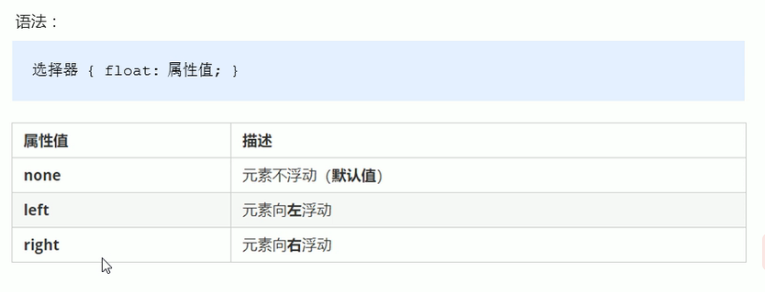 语法：
选择器 { float: 属性值; }
属性值 描述
none 元素不浮动（默认值）
left 元素向左浮动
right 元素向右浮动